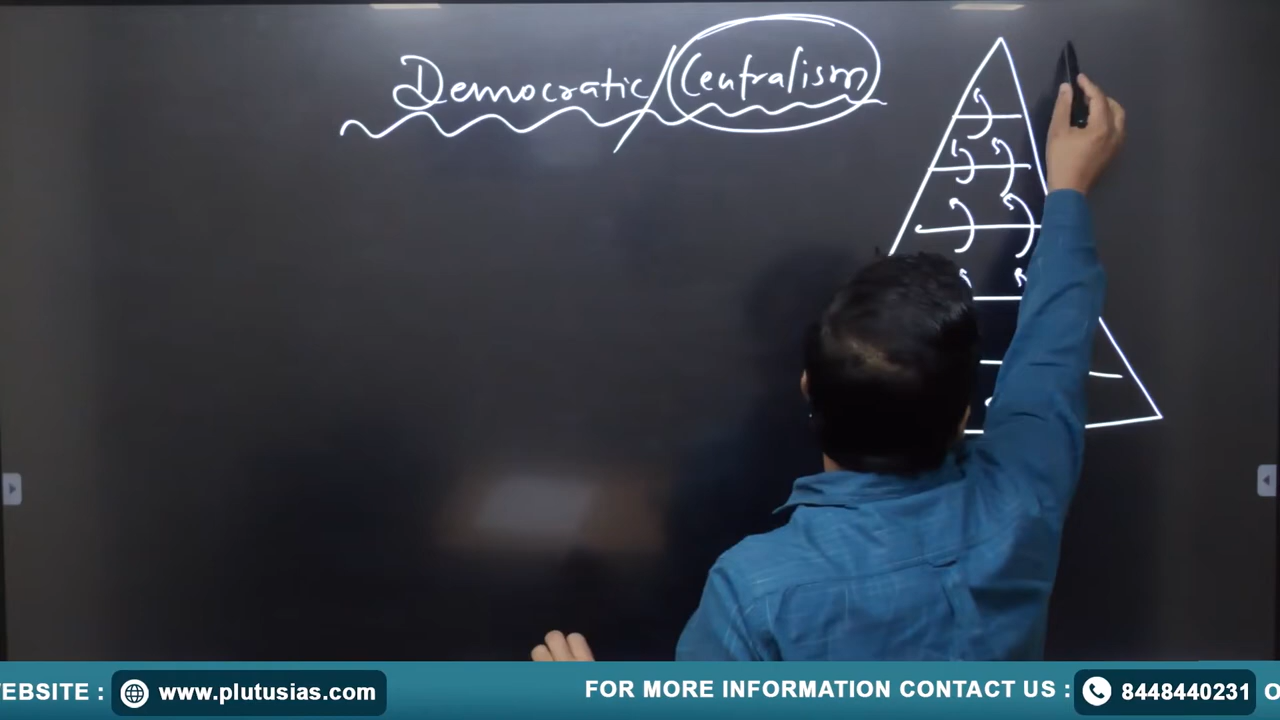 Democratic/Centralism
EBSITE : www.plutusias.com FOR MORE INFORMATION CONTACT US : 8448440231 O